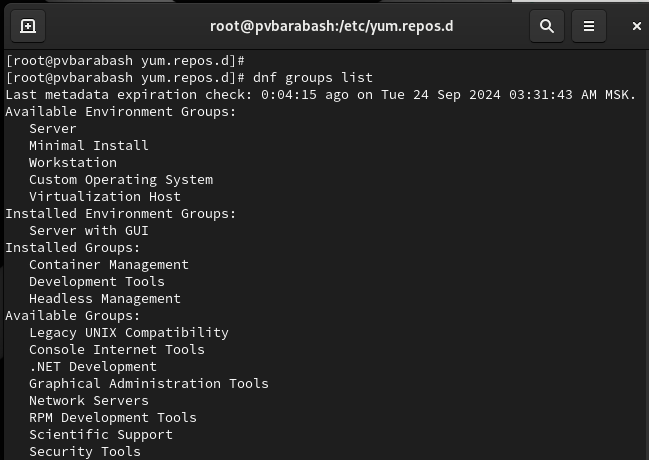 root@pvbarabash:/etc/yum.repos.d
[root@pvbarabash yum.repos.d]#
[root@pvbarabash yum.repos.d]# dnf groups list
Last metadata expiration check: 0:04:15 ago on Tue 24 Sep 2024 03:31:43 AM MSK.
Available Environment Groups:
   Server
   Minimal Install
   Workstation
   Custom Operating System
   Virtualization Host
Installed Environment Groups:
   Server with GUI
Installed Groups:
   Container Management
   Development Tools
   Headless Management
Available Groups:
   Legacy UNIX Compatibility
   Console Internet Tools
   .NET Development
   Graphical Administration Tools
   Network Servers
   RPM Development Tools
   Scientific Support
   Security Tools